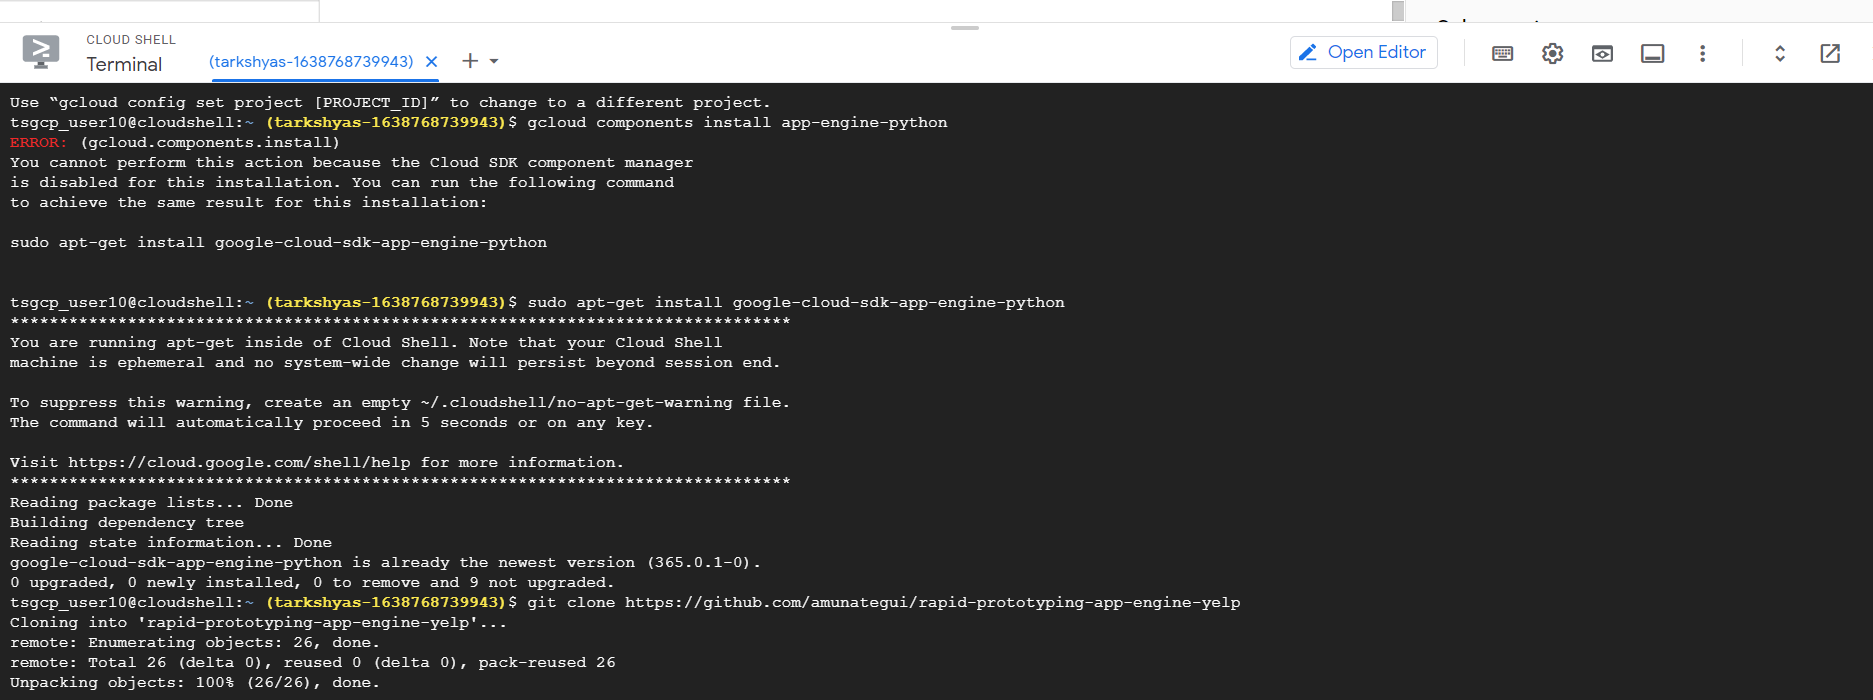 CLOUD SHELL
Terminal
(tarkshyas-1638768739943)
Open Editor
Use “gcloud config set project [PROJECT_ID]” to change to a different project.
tsgcp_user10@cloudshell:~ (tarkshyas-1638768739943)$ gcloud components install app-engine-python
ERROR: (gcloud.components.install)
You cannot perform this action because the Cloud SDK component manager
is disabled for this installation. You can run the following command
to achieve the same result for this installation:
sudo apt-get install google-cloud-sdk-app-engine-python
tsgcp_user10@cloudshell:~ (tarkshyas-1638768739943)$ sudo apt-get install google-cloud-sdk-app-engine-python
********************************************************************************
You are running apt-get inside of Cloud Shell. Note that your Cloud Shell
machine is ephemeral and no system-wide change will persist beyond session end.
To suppress this warning, create an empty ~/.cloudshell/no-apt-get-warning file.
The command will automatically proceed in 5 seconds or on any key.
Visit https://cloud.google.com/shell/help for more information.
********************************************************************************
Reading package lists... Done
Building dependency tree
Reading state information... Done
google-cloud-sdk-app-engine-python is already the newest version (365.0.1-0).
0 upgraded, 0 newly installed, 0 to remove and 9 not upgraded.
tsgcp_user10@cloudshell:~ (tarkshyas-1638768739943)$ git clone https://github.com/amunategui/rapid-prototyping-app-engine-yelp
Cloning into 'rapid-prototyping-app-engine-yelp'...
remote: Enumerating objects: 26, done.
remote: Total 26 (delta 0), reused 0 (delta 0), pack-reused 26
Unpacking objects: 100% (26/26), done.